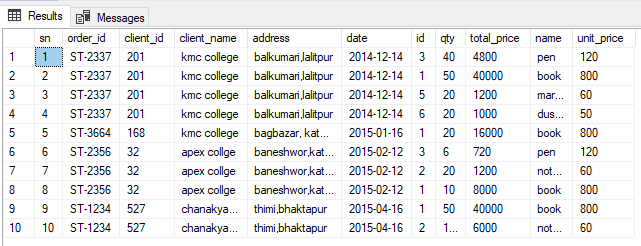 Results Messages
sn order_id client_id client_name address date id qty total_price name unit_price
1 1 ST-2337 201 kmc college balkumari,lalitpur 2014-12-14 3 40 4800 pen 120
2 2 ST-2337 201 kmc college balkumari,lalitpur 2014-12-14 1 50 40000 book 800
3 3 ST-2337 201 kmc college balkumari,lalitpur 2014-12-14 5 20 1200 mar... 60
4 4 ST-2337 201 kmc college balkumari,lalitpur 2014-12-14 6 20 1000 dus... 50
5 5 ST-3664 168 kmc college bagbazar, kat... 2015-01-16 1 20 16000 book 800
6 6 ST-2356 32 apex collge baneshwor,kat... 2015-02-12 3 6 720 pen 120
7 7 ST-2356 32 apex collge baneshwor,kat... 2015-02-12 2 20 1200 not... 60
8 8 ST-2356 32 apex collge baneshwor,kat... 2015-02-12 1 10 8000 book 800
9 9 ST-1234 527 chanakya... thimi,bhaktapur 2015-04-16 1 50 40000 book 800
10 10 ST-1234 527 chanakya... thimi,bhaktapur 2015-04-16 2 1... 6000 not... 60